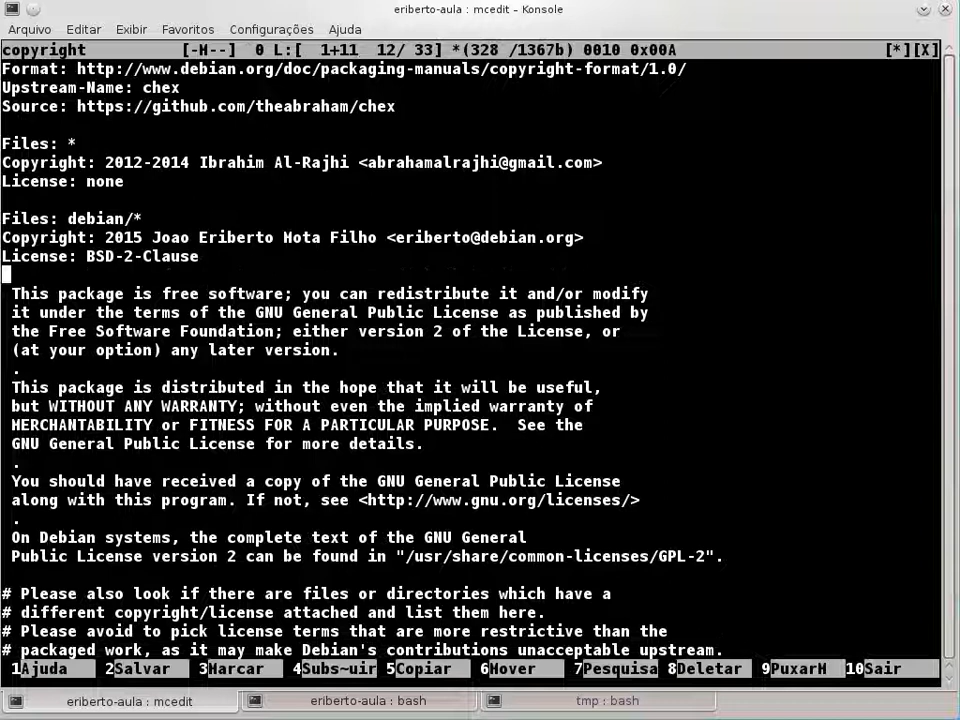 eriberto-aula : mcedit – Konsole
Arquivo Editar Exibir Favoritos Configurações Ajuda
copyright [-M--] 0 L:[ 1+11 12/ 33] *(328 /1367b) 0010 0x00A [*][X]
Format: http://www.debian.org/doc/packaging-manuals/copyright-format/1.0/
Upstream-Name: chex
Source: https://github.com/theabraham/chex
Files: *
Copyright: 2012-2014 Ibrahim Al-Rajhi <abrahamalrajhi@gmail.com>
License: none
Files: debian/*
Copyright: 2015 Joao Eriberto Mota Filho <eriberto@debian.org>
License: BSD-2-Clause
This package is free software; you can redistribute it and/or modify
it under the terms of the GNU General Public License as published by
the Free Software Foundation; either version 2 of the License, or
(at your option) any later version.
.
This package is distributed in the hope that it will be useful,
but WITHOUT ANY WARRANTY; without even the implied warranty of
MERCHANTABILITY or FITNESS FOR A PARTICULAR PURPOSE.  See the
GNU General Public License for more details.
.
You should have received a copy of the GNU General Public License
along with this program. If not, see <http://www.gnu.org/licenses/>
.
On Debian systems, the complete text of the GNU General
Public License version 2 can be found in "/usr/share/common-licenses/GPL-2".
# Please also look if there are files or directories which have a
# different copyright/license attached and list them here.
# Please avoid to pick license terms that are more restrictive than the
# packaged work, as it may make Debian's contributions unacceptable upstream.
1Ajuda 2Salvar 3Marcar 4Subs~uir 5Copiar 6Mover 7Pesquisa 8Deletar 9PuxarM 10Sair
eriberto-aula : mcedit eriberto-aula : bash tmp : bash